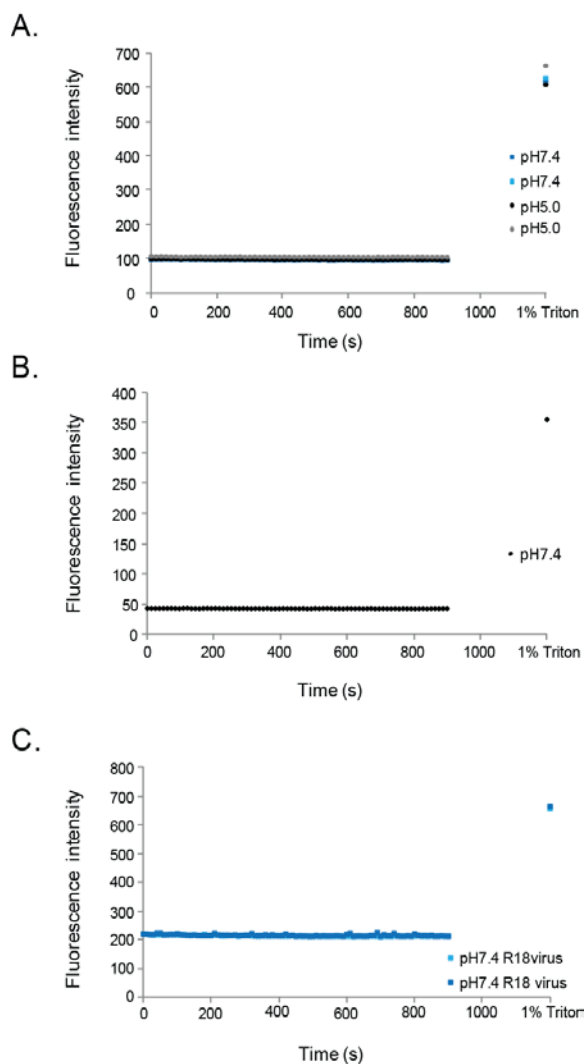 A.
Fluorescence intensity
700
600
500
400
300
200
100
0
pH7.4
pH7.4
pH5.0
pH5.0
0 200 400 600 800 1000 1% Triton
Time (s)
B.
Fluorescence intensity
400
350
300
250
200
150
100
50
0
pH7.4
0 200 400 600 800 1000 1% Triton
Time (s)
C.
Fluorescence intensity
800
700
600
500
400
300
200
100
0
pH7.4 R18virus
pH7.4 R18 virus
0 200 400 600 800 1000 1% Triton
Time (s)